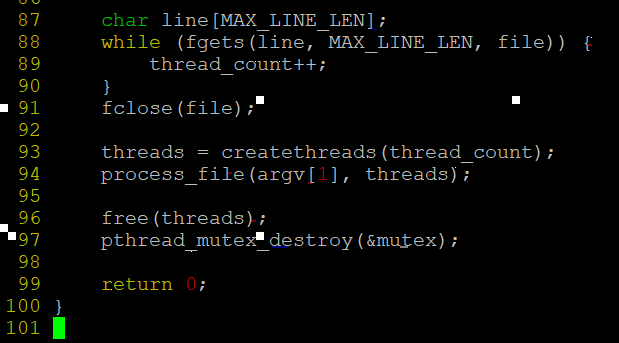 87     char line[MAX_LINE_LEN];
88     while (fgets(line, MAX_LINE_LEN, file)) {
89         thread_count++;
90     }
91     fclose(file);
92
93     threads = createthreads(thread_count);
94     process_file(argv[1], threads);
95
96     free(threads);
97     pthread_mutex_destroy(&mutex);
98
99     return 0;
100 }
101